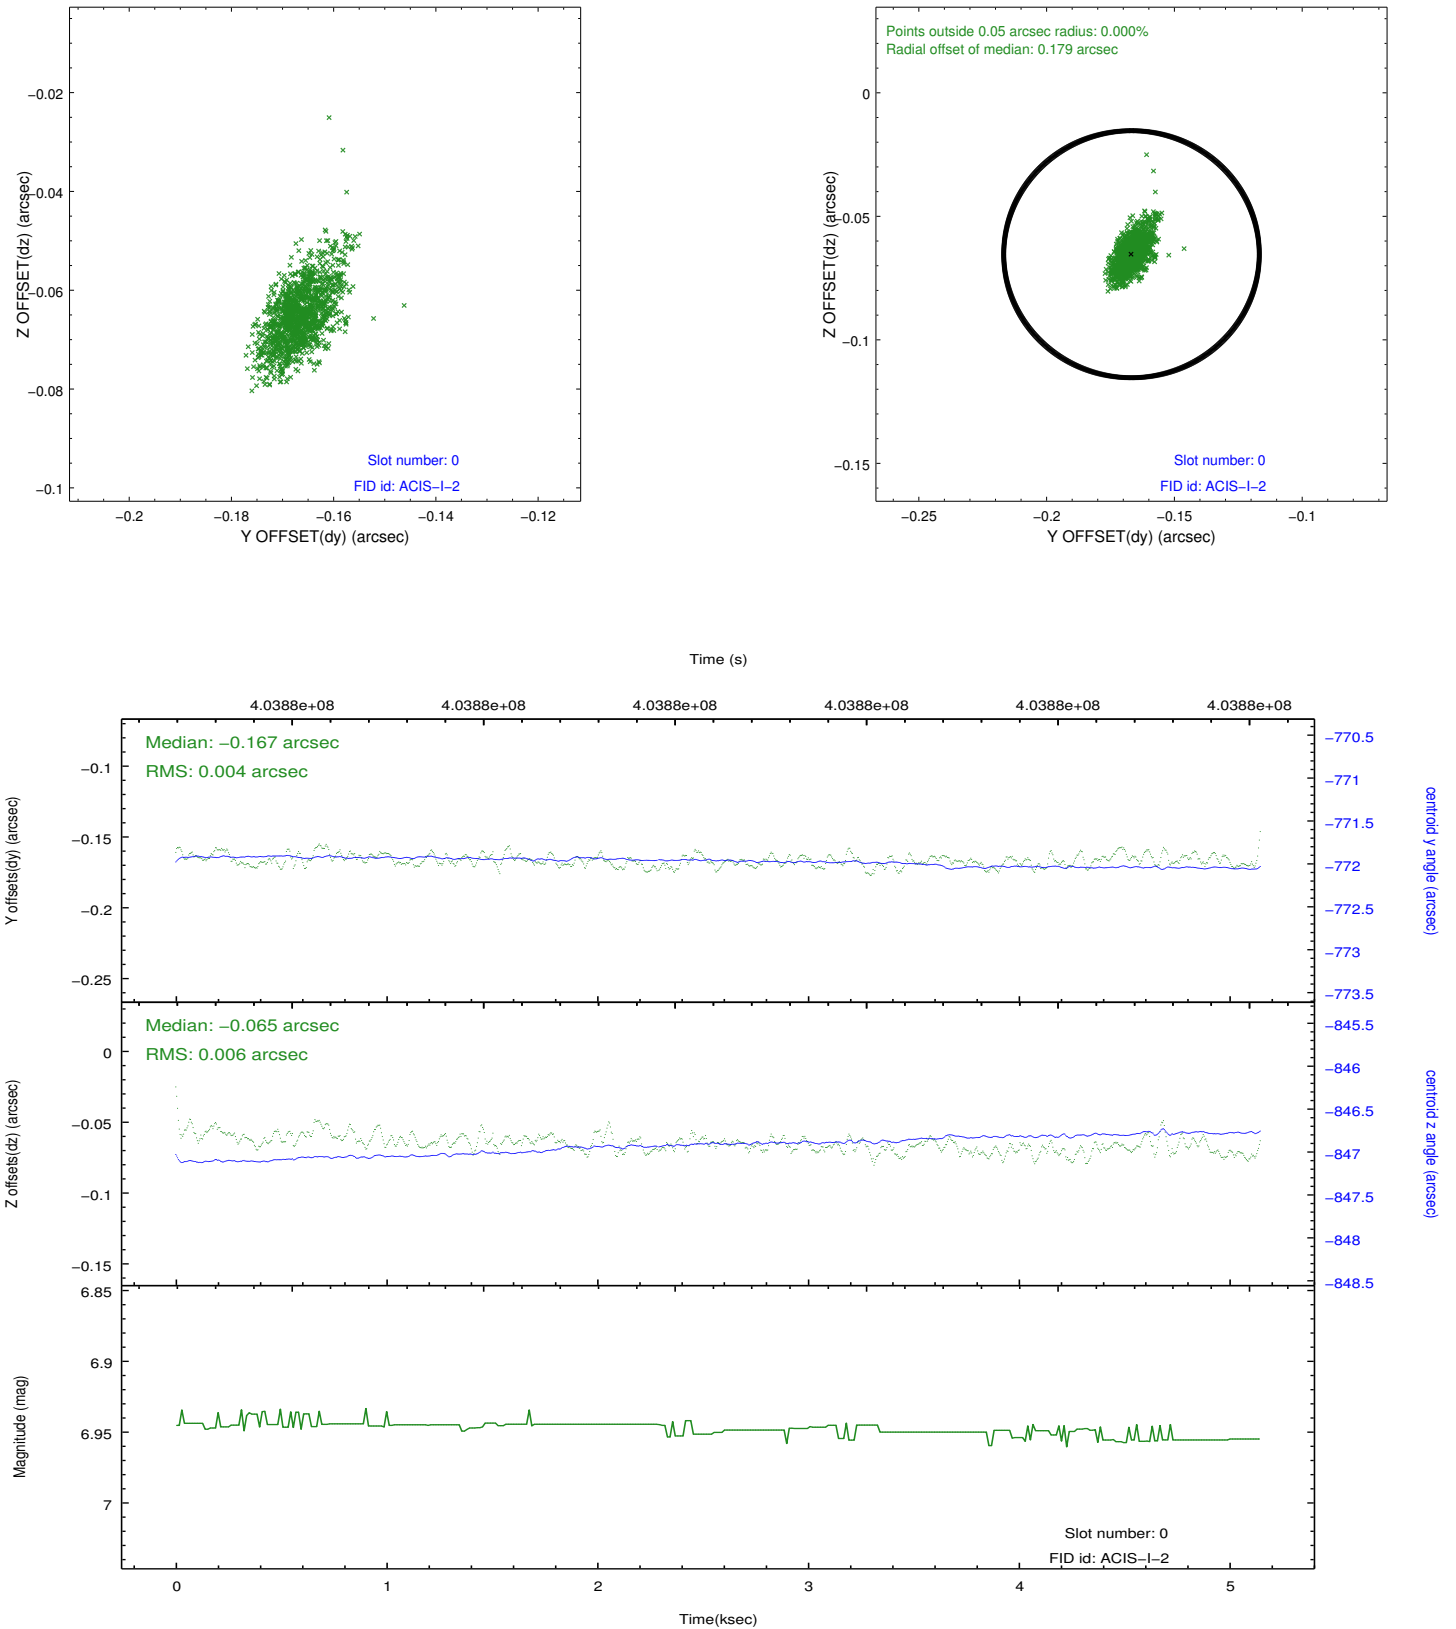 −0.02
−0.04
−0.06
−0.08
−0.1
Z OFFSET(dz) (arcsec)
Slot number: 0
FID id: ACIS−I−2
−0.2
−0.18
−0.16
−0.14
−0.12
Y OFFSET(dy) (arcsec)
Points outside 0.05 arcsec radius: 0.000%
Radial offset of median: 0.179 arcsec
0
−0.05
−0.1
−0.15
Z OFFSET(dz) (arcsec)
Slot number: 0
FID id: ACIS−I−2
−0.25
−0.2
−0.15
−0.1
Y OFFSET(dy) (arcsec)
Time (s)
4.0388e+08
4.0388e+08
4.0388e+08
4.0388e+08
4.0388e+08
4.0388e+08
Median: −0.167 arcsec
RMS: 0.004 arcsec
−0.1
−0.15
−0.2
−0.25
Y offsets(dy) (arcsec)
−770.5
−771
−771.5
−772
−772.5
−773
−773.5
centroid y angle (arcsec)
Median: −0.065 arcsec
RMS: 0.006 arcsec
0
−0.05
−0.1
−0.15
Z offsets(dz) (arcsec)
−845.5
−846
−846.5
−847
−847.5
−848
−848.5
centroid z angle (arcsec)
6.85
6.9
6.95
7
Magnitude (mag)
Slot number: 0
FID id: ACIS−I−2
0
1
2
3
4
5
Time(ksec)